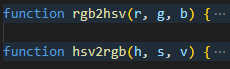 function rgb2hsv(r, g, b) {···
function hsv2rgb(h, s, v) {···